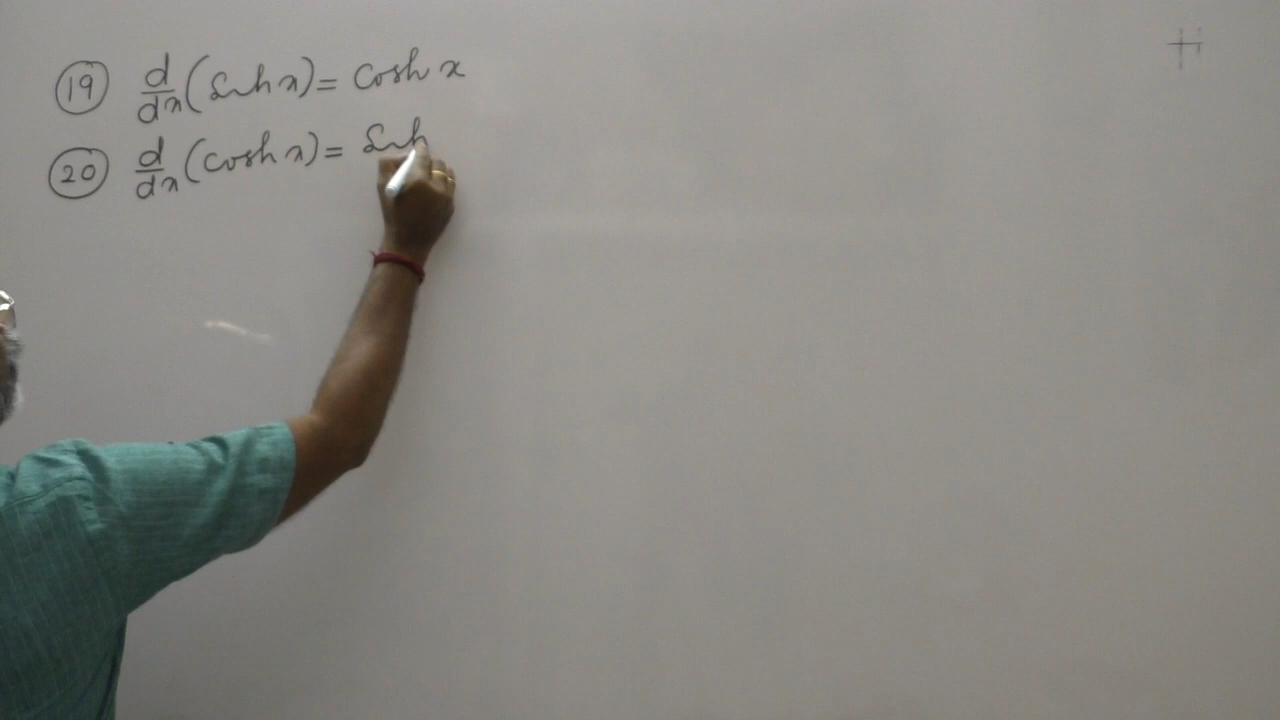 (19) d/dx (sinh x) = cosh x
(20) d/dx (cosh x) = sinh